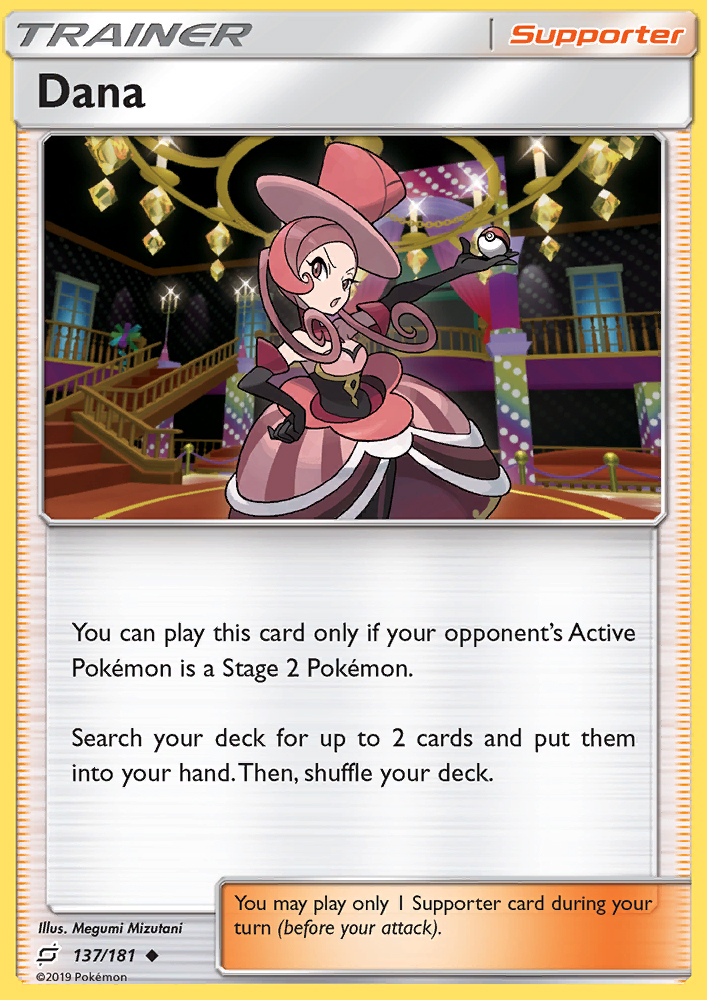 TRAINER
Supporter
Dana
You can play this card only if your opponent's Active
Pokémon is a Stage 2 Pokémon.
Search your deck for up to 2 cards and put them
into your hand. Then, shuffle your deck.
You may play only 1 Supporter card during your
turn (before your attack).
Illus. Megumi Mizutani
137/181
©2019 Pokémon